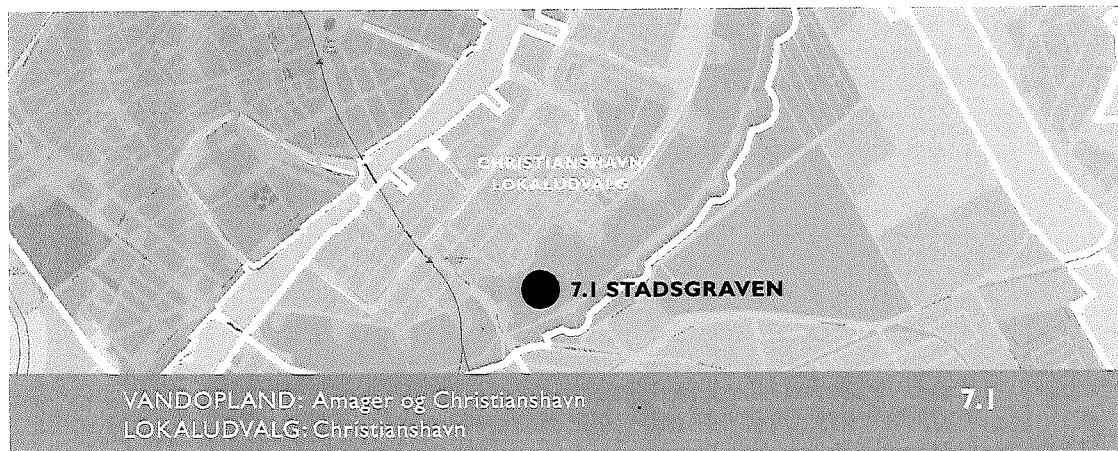 CHRISTIANSHAVN
LOKALUDVALG
7.1 STADSGRAVEN
VANDOPLAND: Amager og Christianshavn
7.1
LOKALUDVALG: Christianshavn